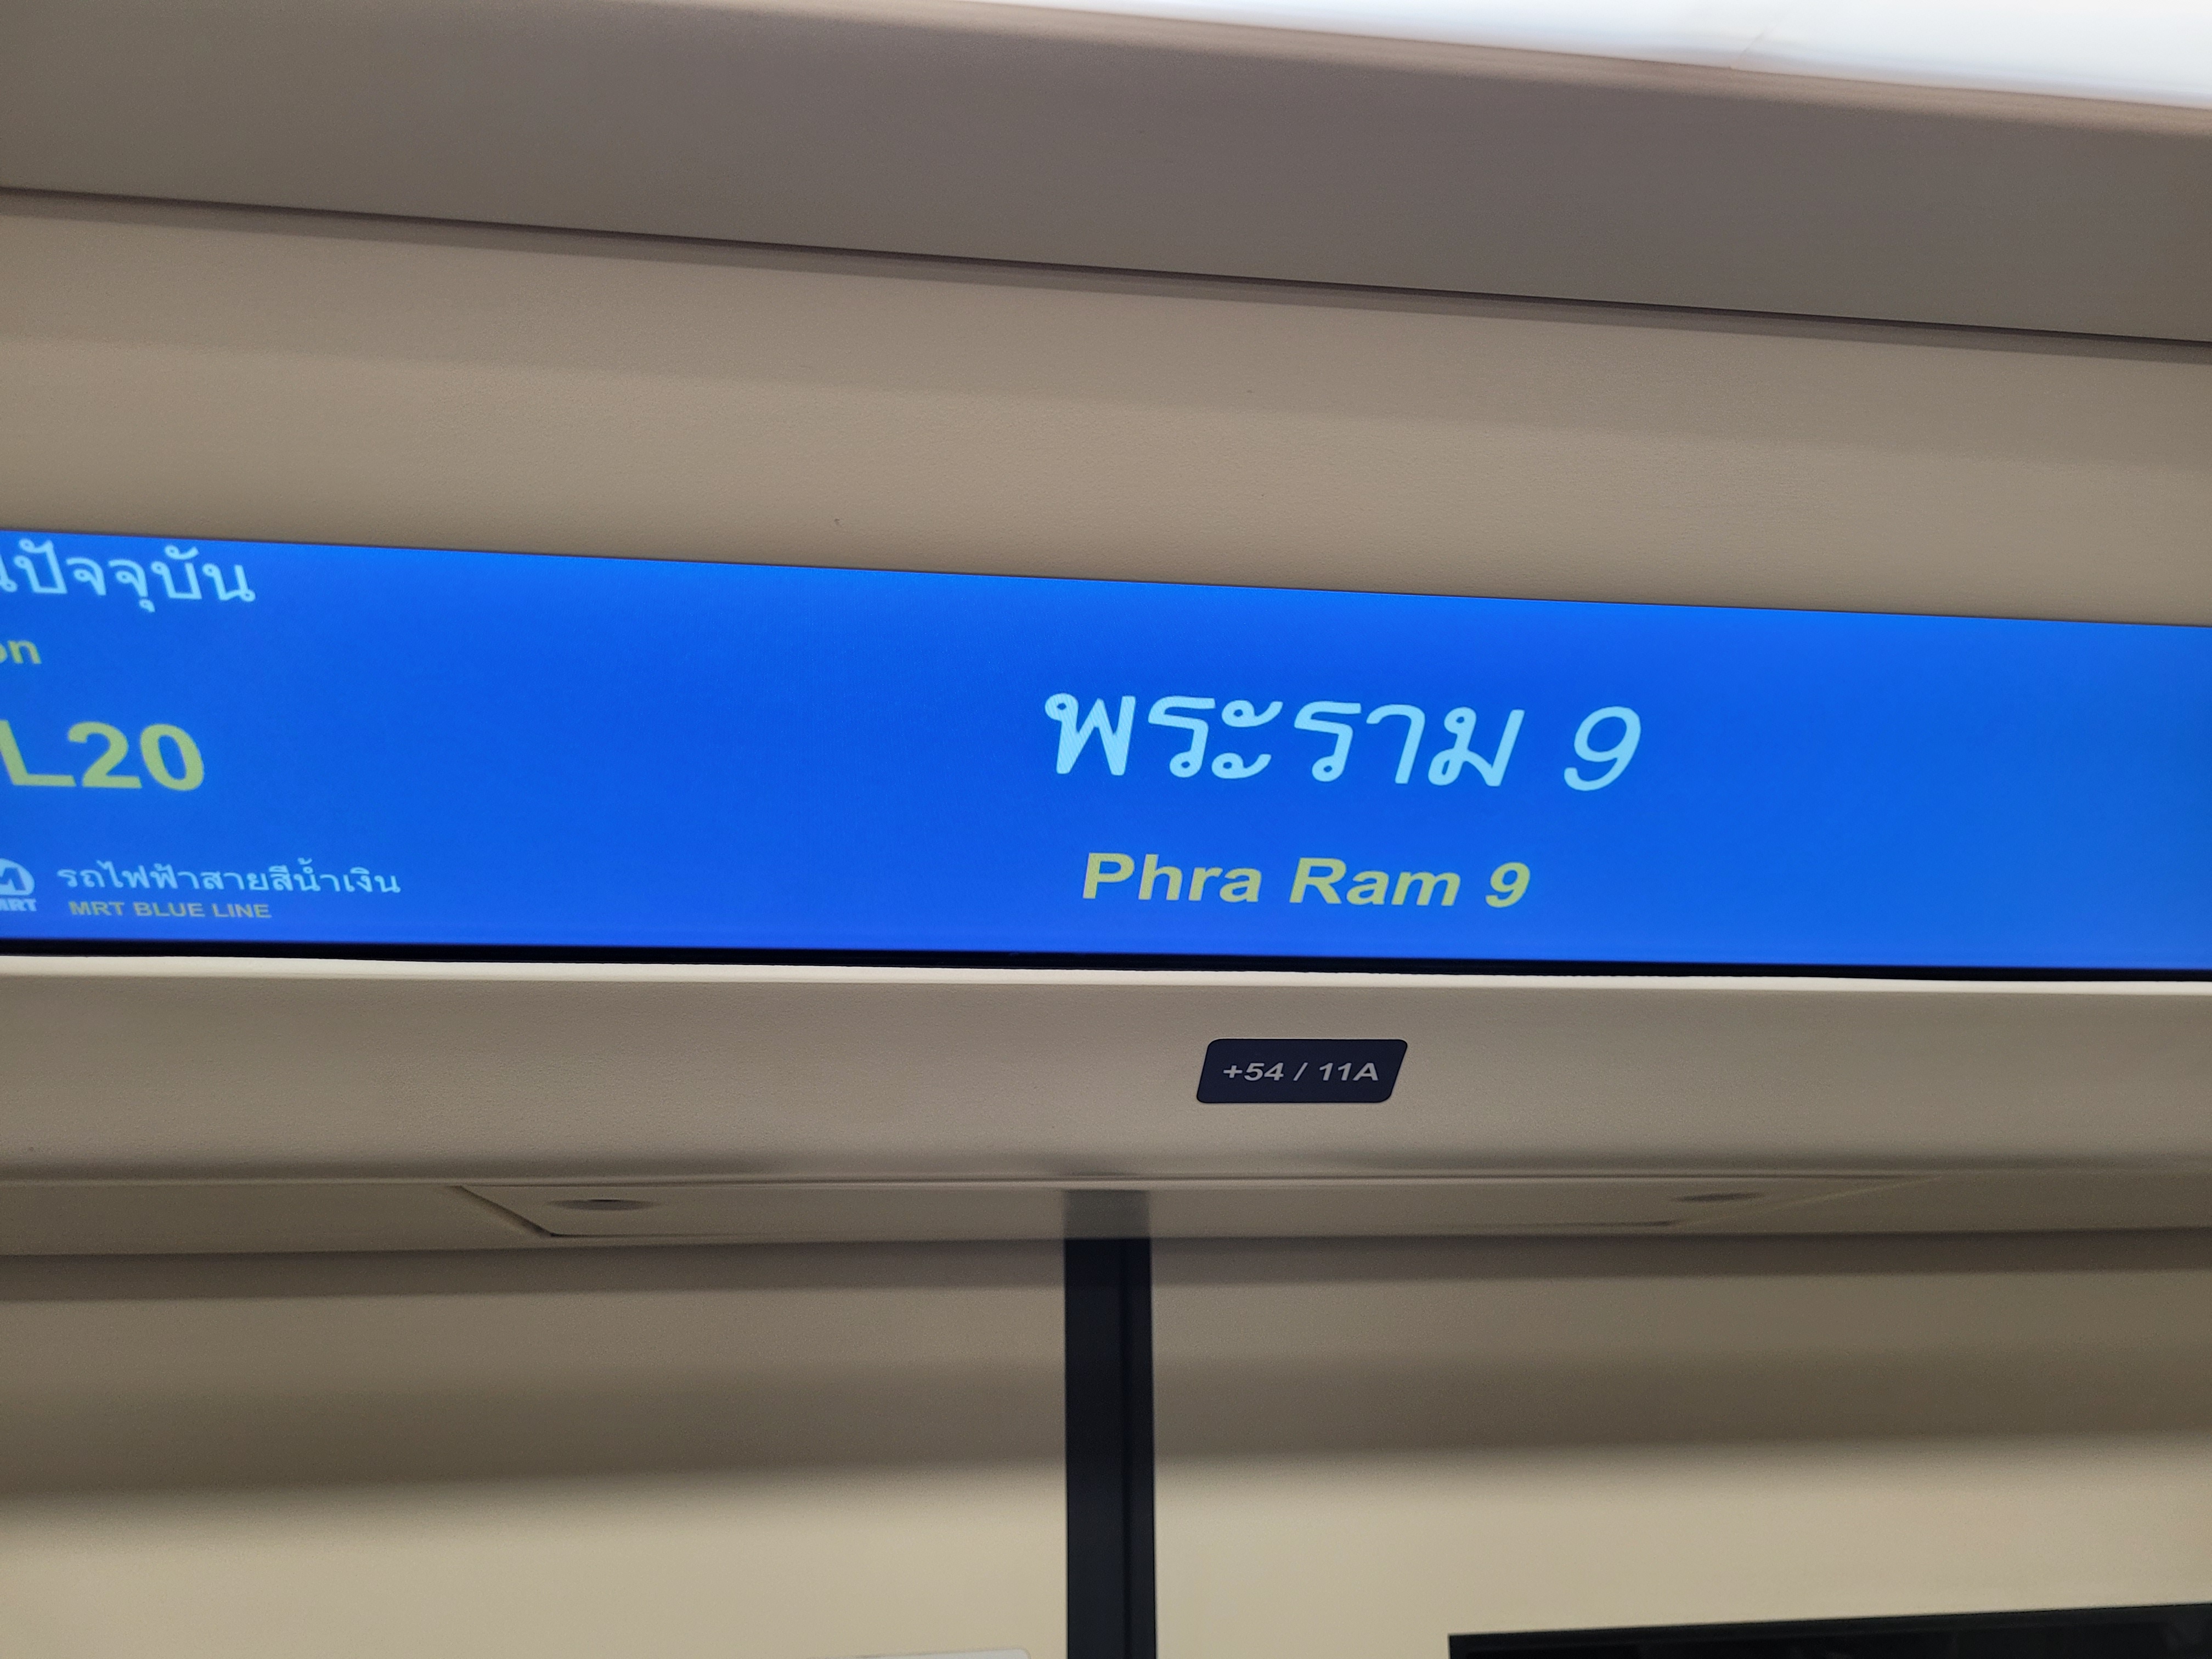 ปัจจุบัน
L20
MRT
รถไฟฟ้าสายสีน้ำเงิน
MRT BLUE LINE
พระราม 9
Phra Ram 9
+54 / 11A